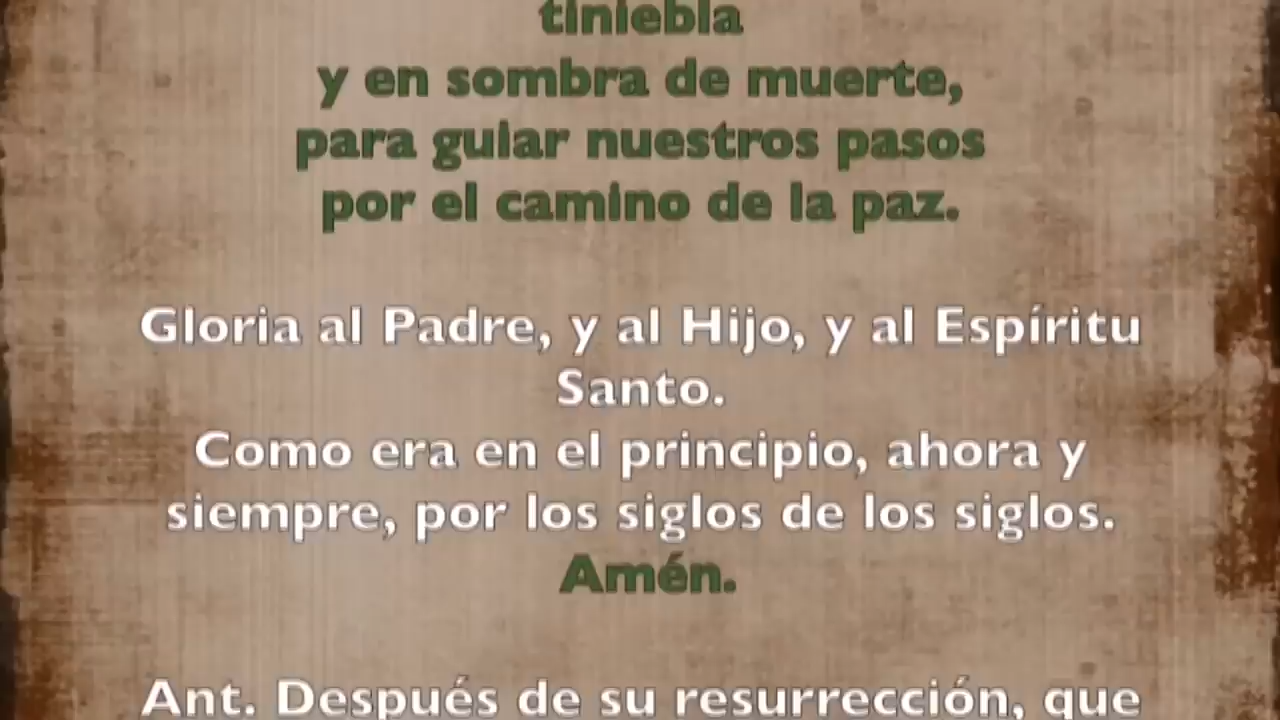 tiniebla
y en sombra de muerte,
para guiar nuestros pasos
por el camino de la paz.
Gloria al Padre, y al Hijo, y al Espíritu
Santo.
Como era en el principio, ahora y
siempre, por los siglos de los siglos.
Amén.
Ant. Después de su resurrección, que